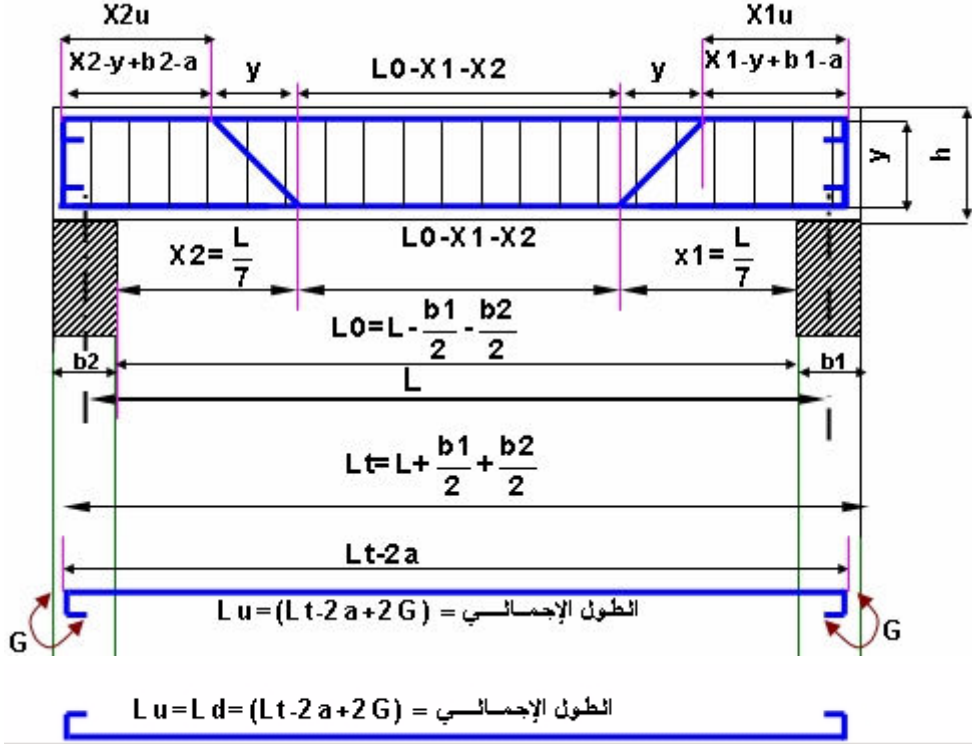 X2u X1u
X2-y+b2-a y L0-X1-X2 y X1-y+b1-a
y h
L0-X1-X2
X2=L/7 x1=L/7
L0=L-b1/2-b2/2
b2 b1
L
Lt=L+b1/2+b2/2
Lt-2a
Lu=(Lt-2a+2G) = الطول الإجمالي
G G
Lu=Ld=(Lt-2a+2G) = الطول الإجمالي